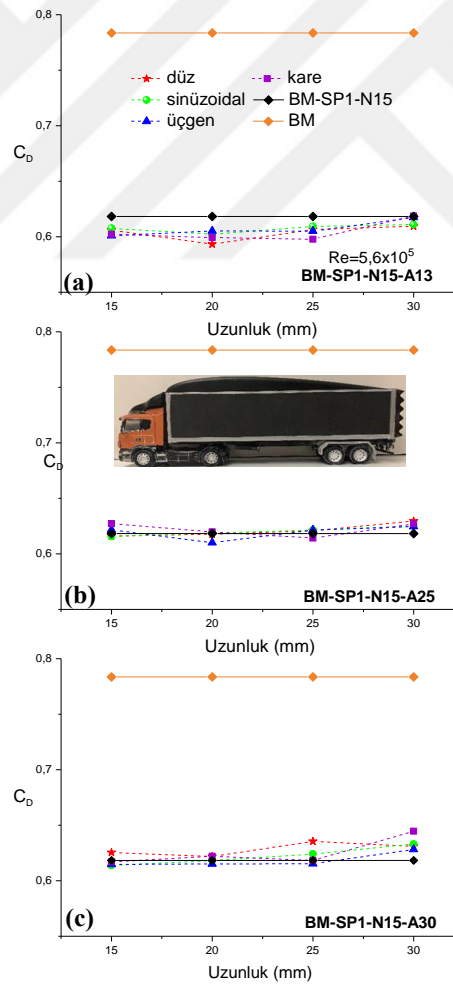 0,8
düz
kare
sinüzoidal
BM-SP1-N15
üçgen
BM
0,7
C_D
0,6
Re=5,6x10^5
(a)
BM-SP1-N15-A13
15 20 25 30
Uzunluk (mm)
0,8
0,7
C_D
0,6
(b)
BM-SP1-N15-A25
15 20 25 30
Uzunluk (mm)
0,8
0,7
C_D
0,6
(c)
BM-SP1-N15-A30
15 20 25 30
Uzunluk (mm)